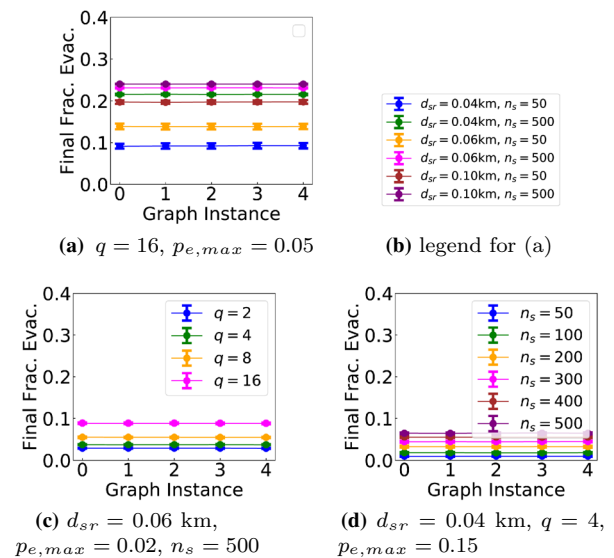 0.4
0.3
0.2
0.1
0.0
Final Frac. Evac.
0 1 2 3 4
Graph Instance
(a) q = 16, p_{e,max} = 0.05
d_{sr} = 0.04km, n_s = 50
d_{sr} = 0.04km, n_s = 500
d_{sr} = 0.06km, n_s = 50
d_{sr} = 0.06km, n_s = 500
d_{sr} = 0.10km, n_s = 50
d_{sr} = 0.10km, n_s = 500
(b) legend for (a)
0.4
0.3
0.2
0.1
0.0
Final Frac. Evac.
q = 2
q = 4
q = 8
q = 16
0 1 2 3 4
Graph Instance
(c) d_{sr} = 0.06 km,
p_{e,max} = 0.02, n_s = 500
0.4
0.3
0.2
0.1
0.0
Final Frac. Evac.
n_s = 50
n_s = 100
n_s = 200
n_s = 300
n_s = 400
n_s = 500
0 1 2 3 4
Graph Instance
(d) d_{sr} = 0.04 km, q = 4,
p_{e,max} = 0.15